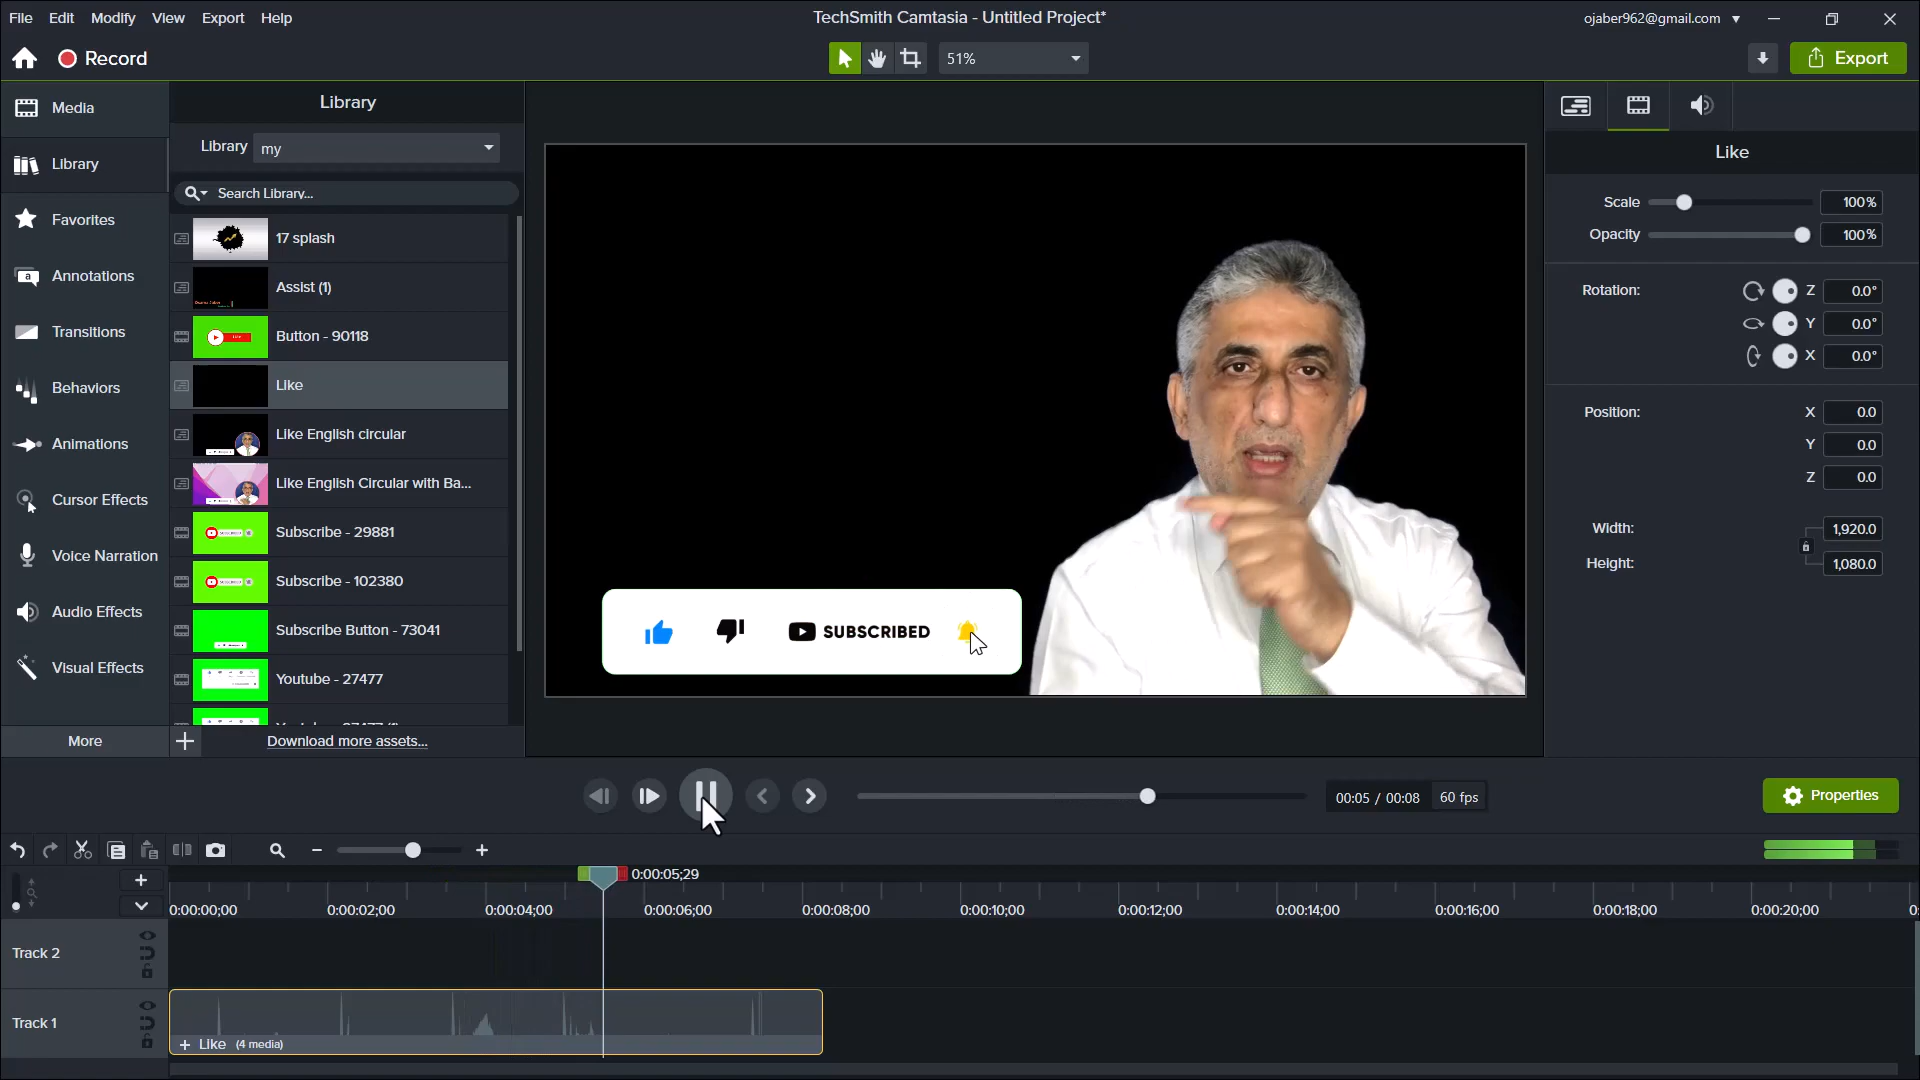 File Edit Modify View Export Help
TechSmith Camtasia - Untitled Project*
ojaber962@gmail.com
Record
51%
Export
Media
Library
Favorites
Annotations
Transitions
Behaviors
Animations
Cursor Effects
Voice Narration
Audio Effects
Visual Effects
More
Library
Library my
Search Library...
17 splash
Assist (1)
Button - 90118
Like
Like English circular
Like English Circular with Ba...
Subscribe - 29881
Subscribe - 102380
Subscribe Button - 73041
Youtube - 27477
Download more assets...
SUBSCRIBED
Like
Scale 100%
Opacity 100%
Rotation: Z 0.0°
Y 0.0°
X 0.0°
Position: X 0.0
Y 0.0
Z 0.0
Width: 1,920.0
Height: 1,080.0
00:05 / 00:08 60 fps
Properties
0:00:05;29
0:00:00;00 0:00:02;00 0:00:04;00 0:00:06;00 0:00:08;00 0:00:10;00 0:00:12;00 0:00:14;00 0:00:16;00 0:00:18;00 0:00:20;00
Track 2
Track 1
+ Like (4 media)